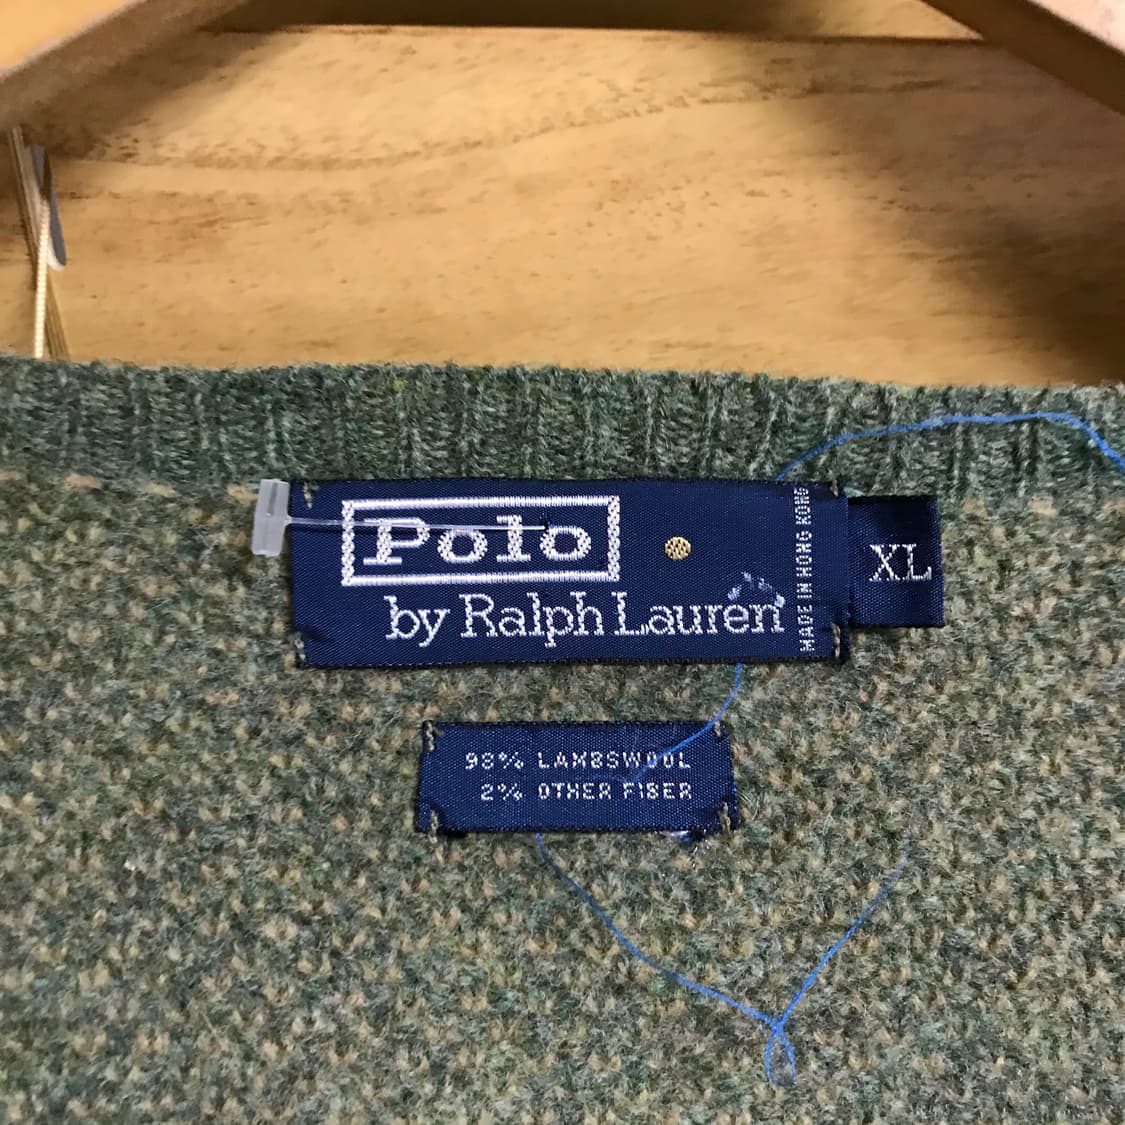 Polo
by Ralph Lauren
MADE IN HONG KONG
XL
98% LAMBSWOOL
2% OTHER FIBER